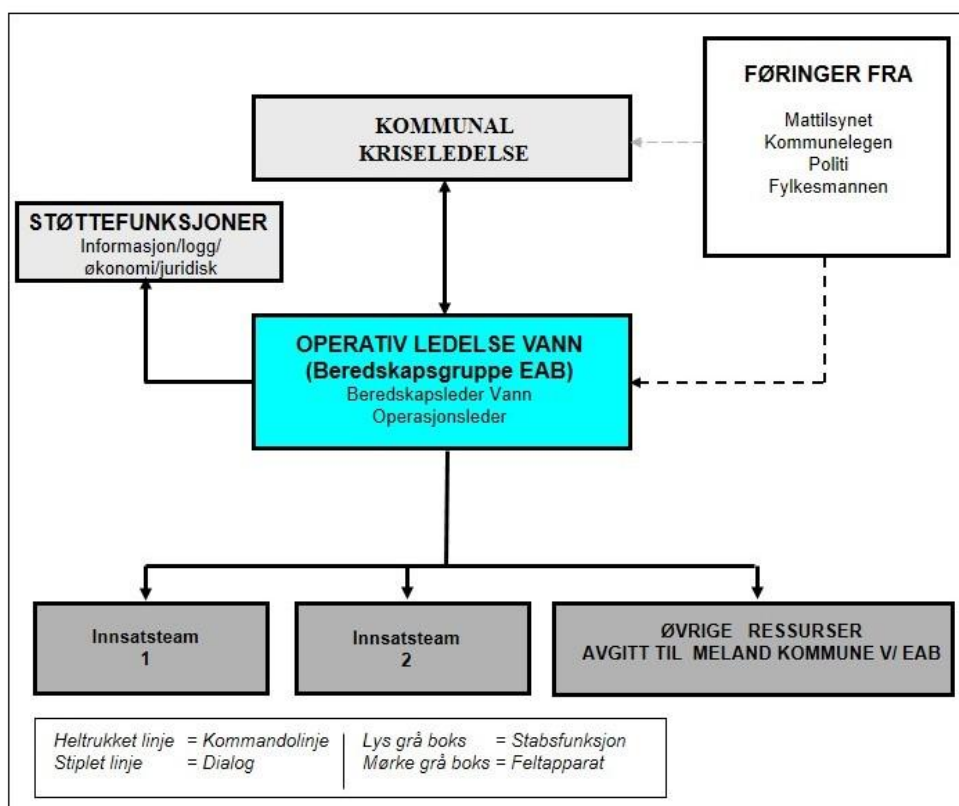 FØRINGER FRA
Mattilsynet
Kommunelegen
Politi
Fylkesmannen
KOMMUNAL
KRISELEDELSE
STØTTEFUNKSJONER
Informasjon/logg/
økonomi/juridisk
OPERATIV LEDELSE VANN
(Beredskapsgruppe EAB)
Beredskapsleder Vann
Operasjonsleder
Innsatsteam
1
Innsatsteam
2
ØVRIGE RESSURSER
AVGITT TIL MELAND KOMMUNE V/ EAB
Heltrukket linje = Kommandolinje
Stiplet linje = Dialog
Lys grå boks = Stabsfunksjon
Mørke grå boks = Feltapparat